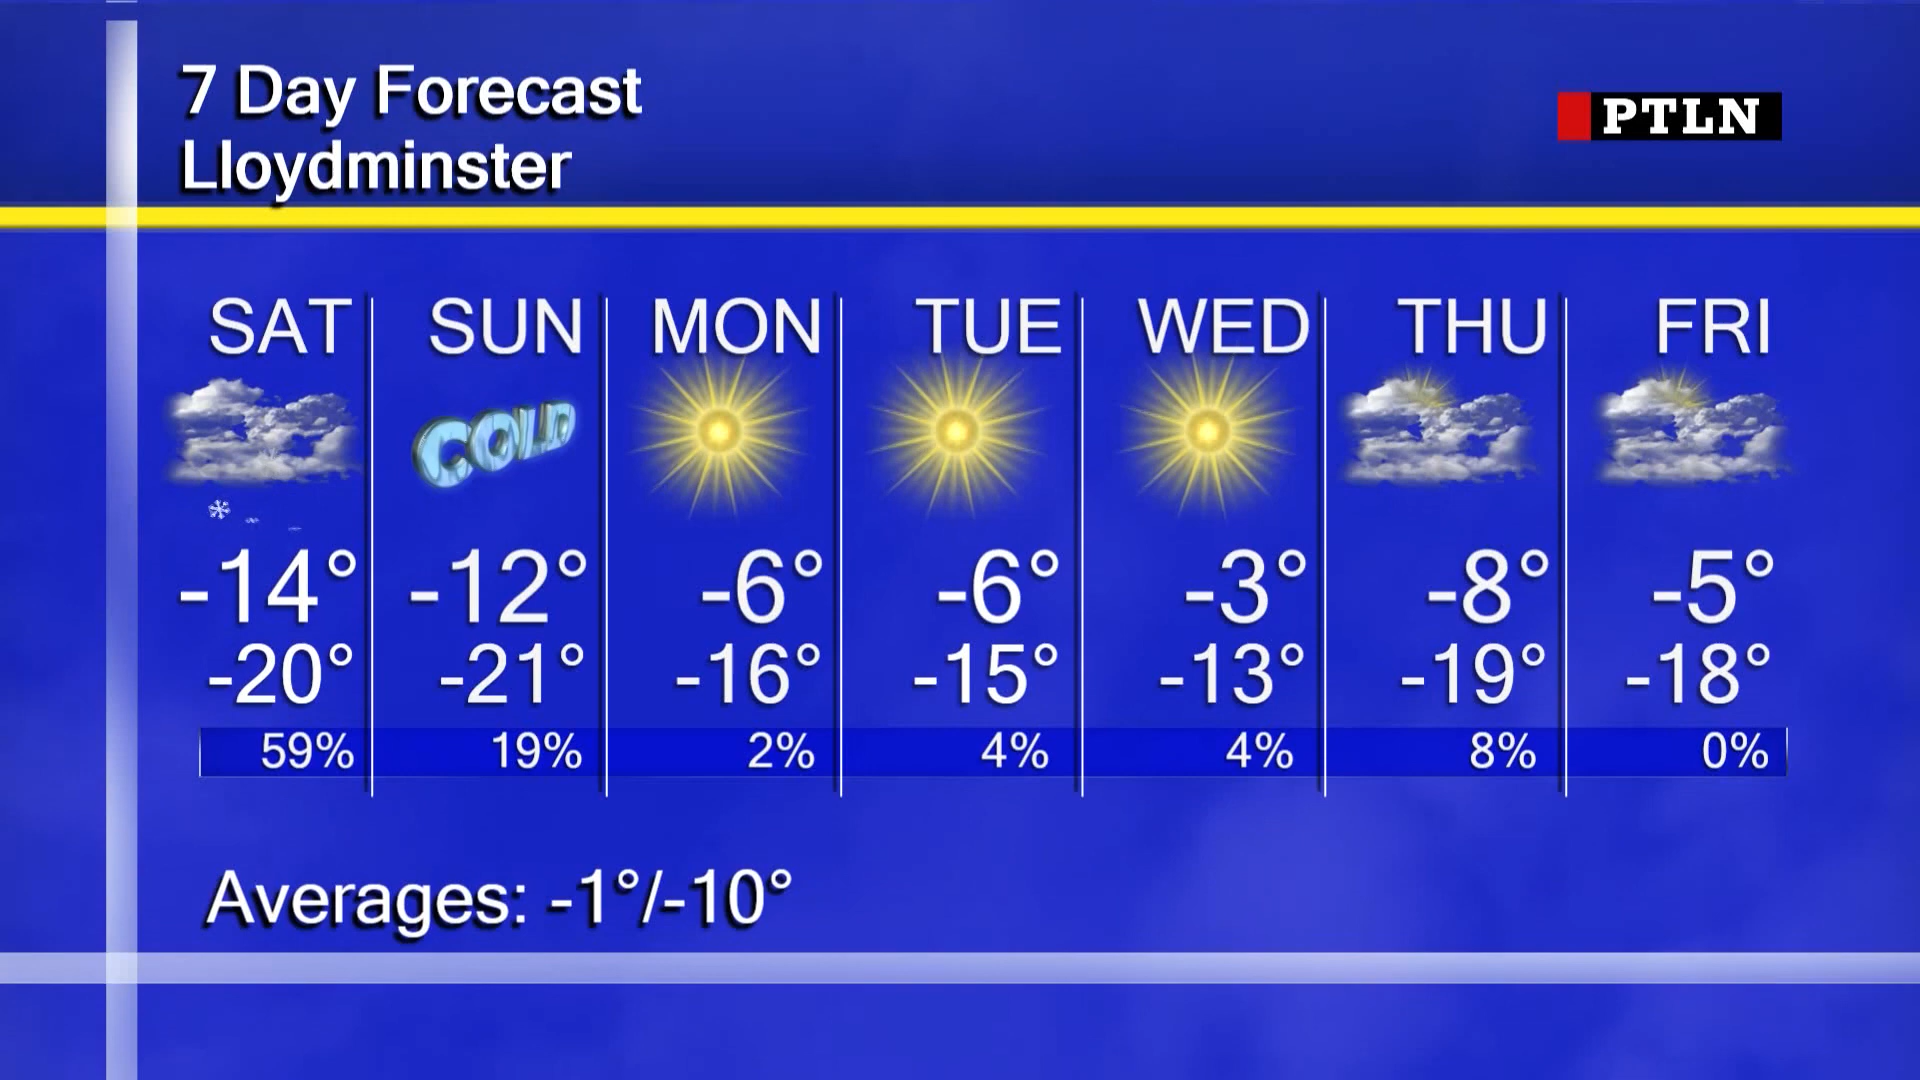 7 Day Forecast
Lloydminster
PTLN
SAT SUN MON TUE WED THU FRI
COLD
-14° -12° -6° -6° -3° -8° -5°
-20° -21° -16° -15° -13° -19° -18°
59% 19% 2% 4% 4% 8% 0%
Averages: -1°/-10°